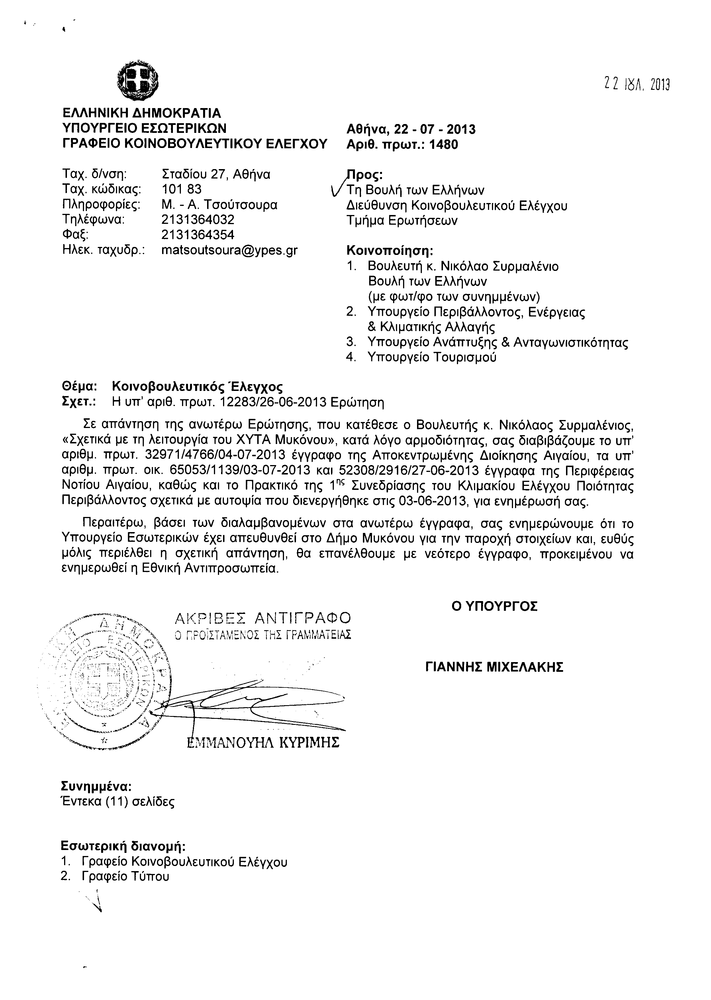 22 ΙΟΥΛ. 2013
ΕΛΛΗΝΙΚΗ ΔΗΜΟΚΡΑΤΙΑ
ΥΠΟΥΡΓΕΙΟ ΕΣΩΤΕΡΙΚΩΝ
ΓΡΑΦΕΙΟ ΚΟΙΝΟΒΟΥΛΕΥΤΙΚΟΥ ΕΛΕΓΧΟΥ
Αθήνα, 22 - 07 - 2013
Αριθ. πρωτ.: 1480
Ταχ. δ/νση: Σταδίου 27, Αθήνα
Ταχ. κώδικας: 101 83
Πληροφορίες: Μ. - Α. Τσούτσουρα
Τηλέφωνα: 2131364032
Φαξ: 2131364354
Ηλεκ. ταχυδρ.: matsoutsoura@ypes.gr
Προς:
Τη Βουλή των Ελλήνων
Διεύθυνση Κοινοβουλευτικού Ελέγχου
Τμήμα Ερωτήσεων
Κοινοποίηση:
1. Βουλευτή κ. Νικόλαο Συρμαλένιο
Βουλή των Ελλήνων
(με φωτ/φο των συνημμένων)
2. Υπουργείο Περιβάλλοντος, Ενέργειας
& Κλιματικής Αλλαγής
3. Υπουργείο Ανάπτυξης & Ανταγωνιστικότητας
4. Υπουργείο Τουρισμού
Θέμα: Κοινοβουλευτικός Έλεγχος
Σχετ.: Η υπ' αριθ. πρωτ. 12283/26-06-2013 Ερώτηση
Σε απάντηση της ανωτέρω Ερώτησης, που κατέθεσε ο Βουλευτής κ. Νικόλαος Συρμαλένιος,
«Σχετικά με τη λειτουργία του ΧΥΤΑ Μυκόνου», κατά λόγο αρμοδιότητας, σας διαβιβάζουμε το υπ'
αριθμ. πρωτ. 32971/4766/04-07-2013 έγγραφο της Αποκεντρωμένης Διοίκησης Αιγαίου, τα υπ'
αριθμ. πρωτ. οικ. 65053/1139/03-07-2013 και 52308/2916/27-06-2013 έγγραφα της Περιφέρειας
Νοτίου Αιγαίου, καθώς και το Πρακτικό της 1ης Συνεδρίασης του Κλιμακίου Ελέγχου Ποιότητας
Περιβάλλοντος σχετικά με αυτοψία που διενεργήθηκε στις 03-06-2013, για ενημέρωσή σας.
Περαιτέρω, βάσει των διαλαμβανομένων στα ανωτέρω έγγραφα, σας ενημερώνουμε ότι το
Υπουργείο Εσωτερικών έχει απευθυνθεί στο Δήμο Μυκόνου για την παροχή στοιχείων και, ευθύς
μόλις περιέλθει η σχετική απάντηση, θα επανέλθουμε με νεότερο έγγραφο, προκειμένου να
ενημερωθεί η Εθνική Αντιπροσωπεία.
Ο ΥΠΟΥΡΓΟΣ
ΓΙΑΝΝΗΣ ΜΙΧΕΛΑΚΗΣ
ΑΚΡΙΒΕΣ ΑΝΤΙΓΡΑΦΟ
Ο ΠΡΟΪΣΤΑΜΕΝΟΣ ΤΗΣ ΓΡΑΜΜΑΤΕΙΑΣ
ΔΗΜΟΚΡΑΤΙΑ
ΕΣΩΤΕΡΙΚΩΝ
ΕΜΜΑΝΟΥΗΛ ΚΥΡΙΜΗΣ
Συνημμένα:
Έντεκα (11) σελίδες
Εσωτερική διανομή:
1. Γραφείο Κοινοβουλευτικού Ελέγχου
2. Γραφείο Τύπου